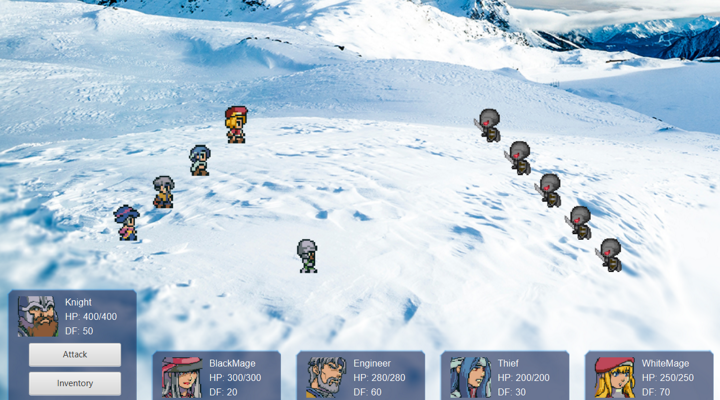 Knight
HP: 400/400
DF: 50
Attack
Inventory
BlackMage
HP: 300/300
DF: 20
Engineer
HP: 280/280
DF: 60
Thief
HP: 200/200
DF: 30
WhiteMage
HP: 250/250
DF: 70